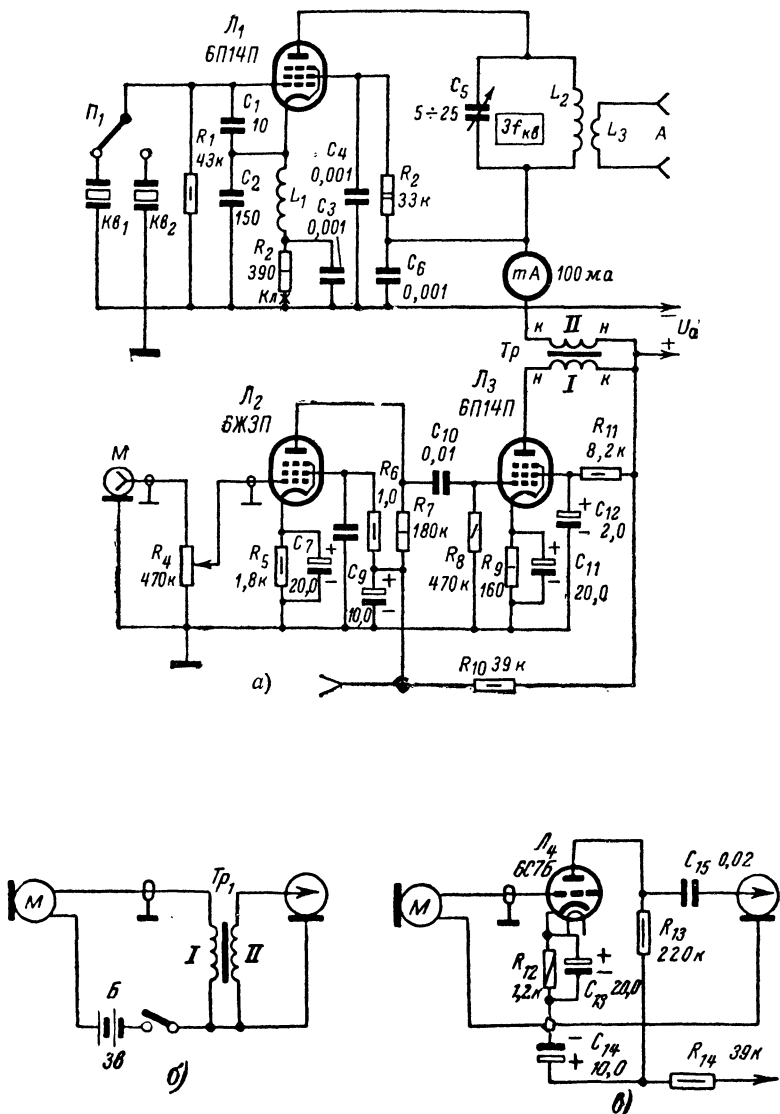 Л1
6П14П
П1
R1
43к
C1
10
C2
150
L1
C4
0,001
C3
0,001
R2
33к
R2
390
Кл
C6
0,001
C5
5÷25
3fкв
L2
L3
А
Кв1
Кв2
mA
100 ма
−
Uа
+
к
II
н
Тр
н
I
к
Л2
6Ж3П
Л3
6П14П
C10
0,01
R11
8,2к
М
R4
470к
R5
1,8к
C7
20,0
+
−
C9
10,0
+
−
R6
1,0
R7
180к
R8
470к
R9
160
+
−
C12
2,0
+
−
C11
20,0
R10 39к
а)
М
Тр1
I
II
Б
3в
б)
М
Л4
6С7Б
C15 0,02
R13
220к
R12
1,2к
+
−
C13 20,0
−
+
C14
10,0
R14
39к
в)